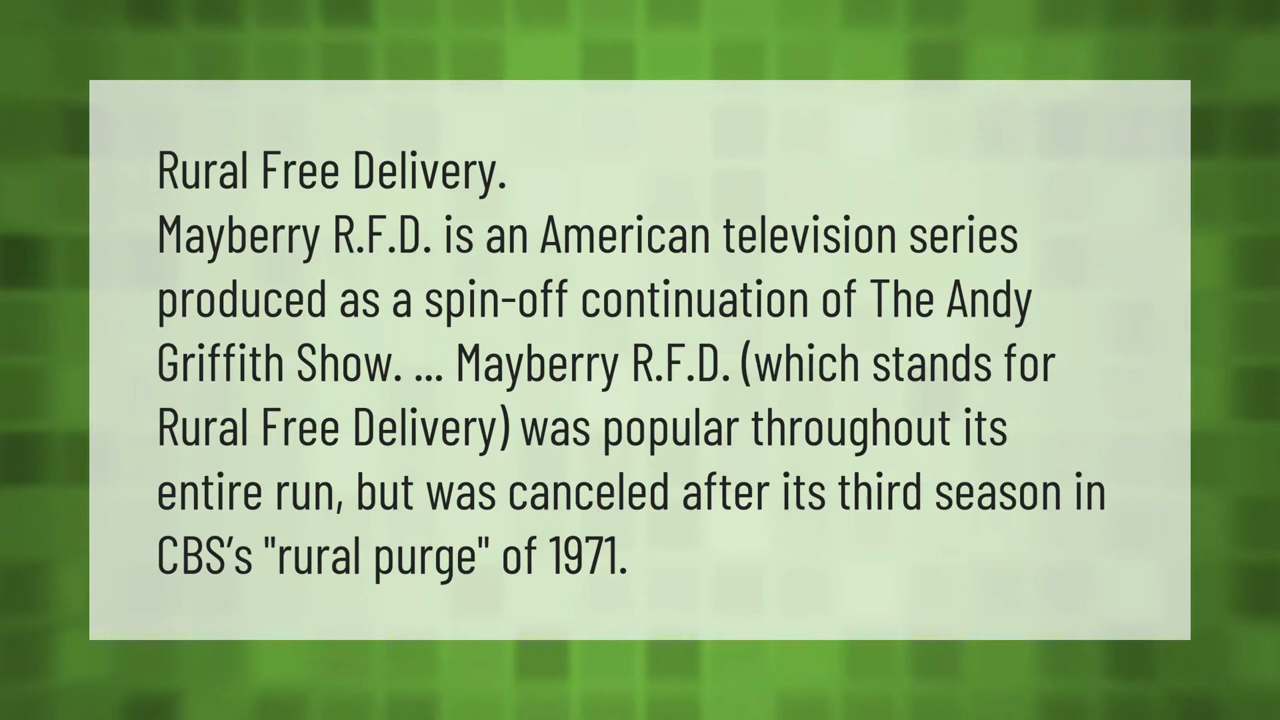 Rural Free Delivery.
Mayberry R.F.D. is an American television series
produced as a spin-off continuation of The Andy
Griffith Show. ... Mayberry R.F.D. (which stands for
Rural Free Delivery) was popular throughout its
entire run, but was canceled after its third season in
CBS’s "rural purge" of 1971.